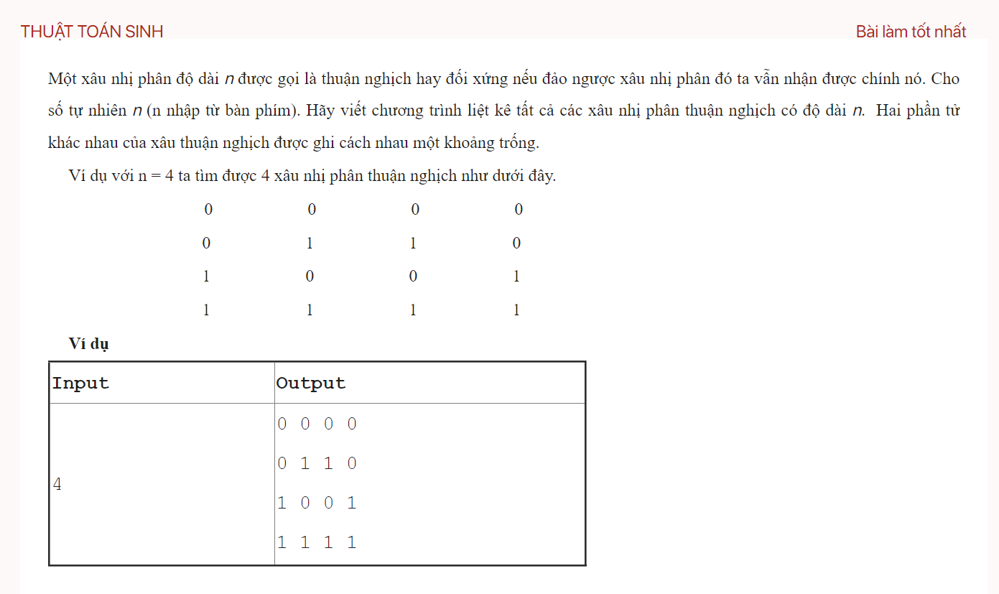 THUẬT TOÁN SINH Bài làm tốt nhất
Một xâu nhị phân độ dài n được gọi là thuận nghịch hay đối xứng nếu đảo ngược xâu nhị phân đó ta vẫn nhận được chính nó. Cho
số tự nhiên n (n nhập từ bàn phím). Hãy viết chương trình liệt kê tất cả các xâu nhị phân thuận nghịch có độ dài n. Hai phần tử
khác nhau của xâu thuận nghịch được ghi cách nhau một khoảng trống.
Ví dụ với n = 4 ta tìm được 4 xâu nhị phân thuận nghịch như dưới đây.
0 0 0 0
0 1 1 0
1 0 0 1
1 1 1 1
Ví dụ
Input Output
4
0 0 0 0
0 1 1 0
1 0 0 1
1 1 1 1